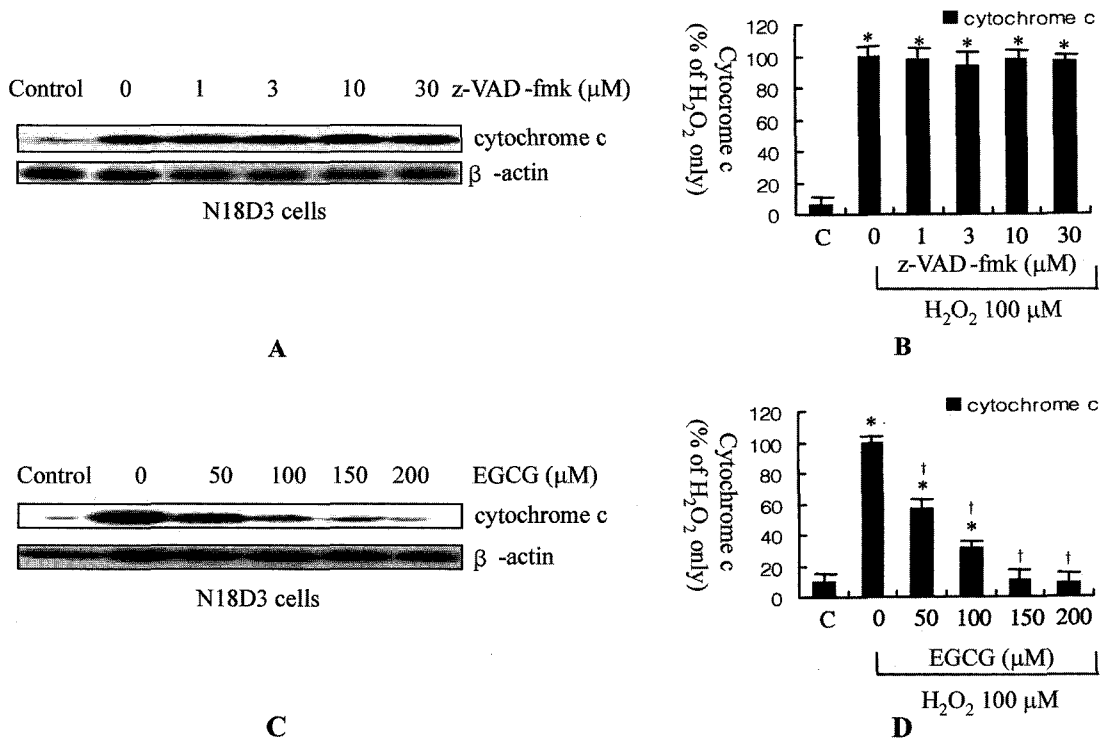 Control 0 1 3 10 30 z-VAD-fmk (μM)
cytochrome c
β -actin
N18D3 cells
A
cytochrome c
Cytocrome c
(% of H₂O₂ only)
120
100
80
60
40
20
0
* * * * *
C 0 1 3 10 30
z-VAD-fmk (μM)
H₂O₂ 100 μM
B
Control 0 50 100 150 200 EGCG (μM)
cytochrome c
β -actin
N18D3 cells
C
cytochrome c
Cytochrome c
(% of H₂O₂ only)
120
100
80
60
40
20
0
*
†
*
†
*
† †
C 0 50 100 150 200
EGCG (μM)
H₂O₂ 100 μM
D